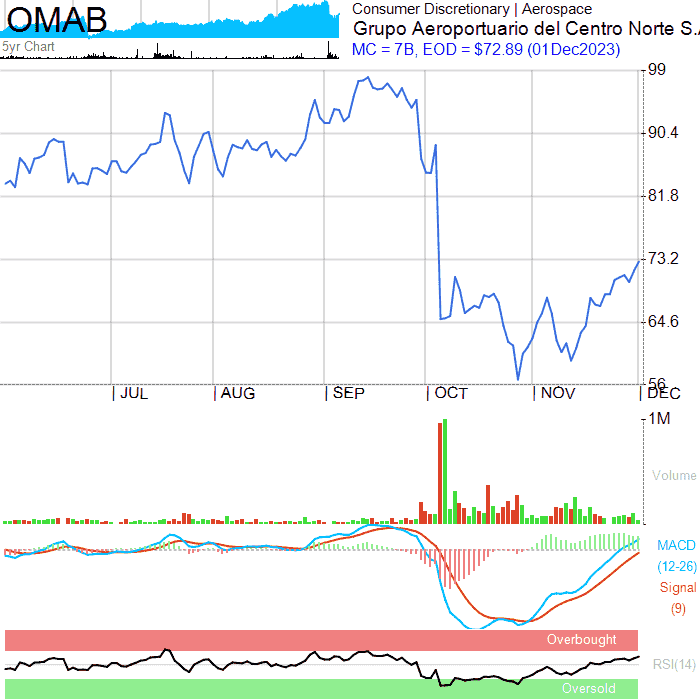 OMAB
5yr Chart
Consumer Discretionary | Aerospace
Grupo Aeroportuario del Centro Norte S.A
MC = 7B, EOD = $72.89 (01Dec2023)
99
90.4
81.8
73.2
64.6
56
JUL AUG SEP OCT NOV DEC
1M
Volume
MACD
(12-26)
Signal
(9)
Overbought
RSI(14)
Oversold